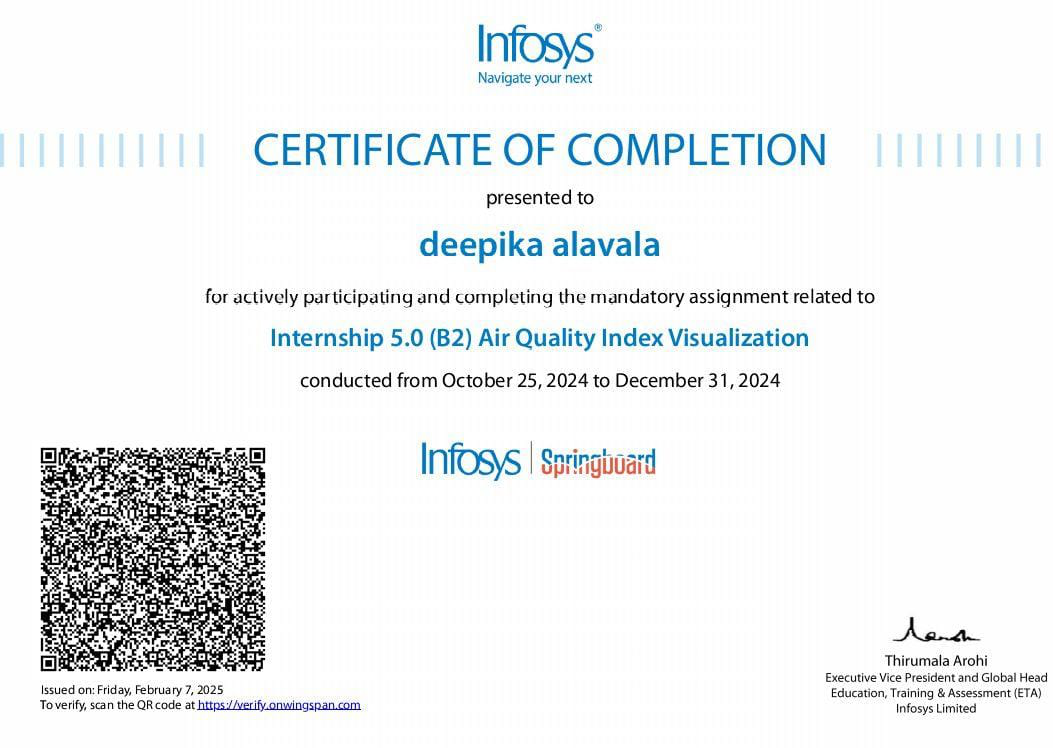 Infosys®
Navigate your next
CERTIFICATE OF COMPLETION
presented to
deepika alavala
for actively participating and completing the mandatory assignment related to
Internship 5.0 (B2) Air Quality Index Visualization
conducted from October 25, 2024 to December 31, 2024
Infosys | Springboard
Thirumala Arohi
Executive Vice President and Global Head
Education, Training & Assessment (ETA)
Infosys Limited
Issued on: Friday, February 7, 2025
To verify, scan the QR code at https://verify.onwingspan.com